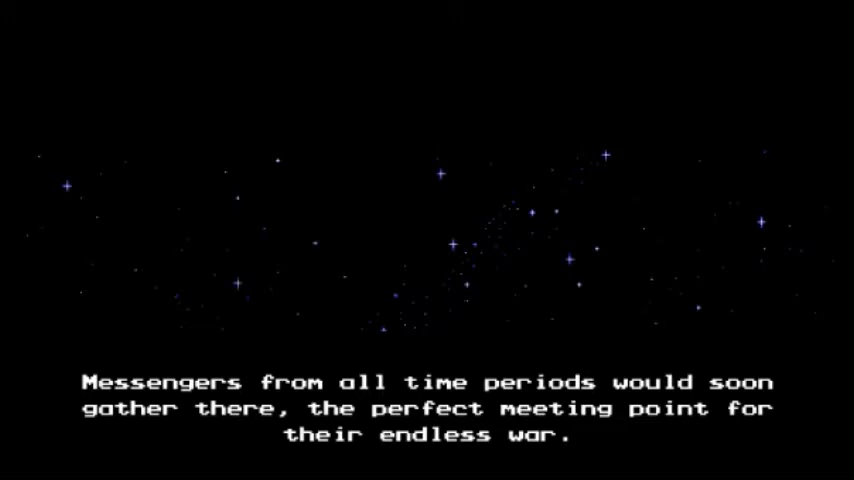 Messengers from all time periods would soon
gather there, the perfect meeting point for
their endless war.